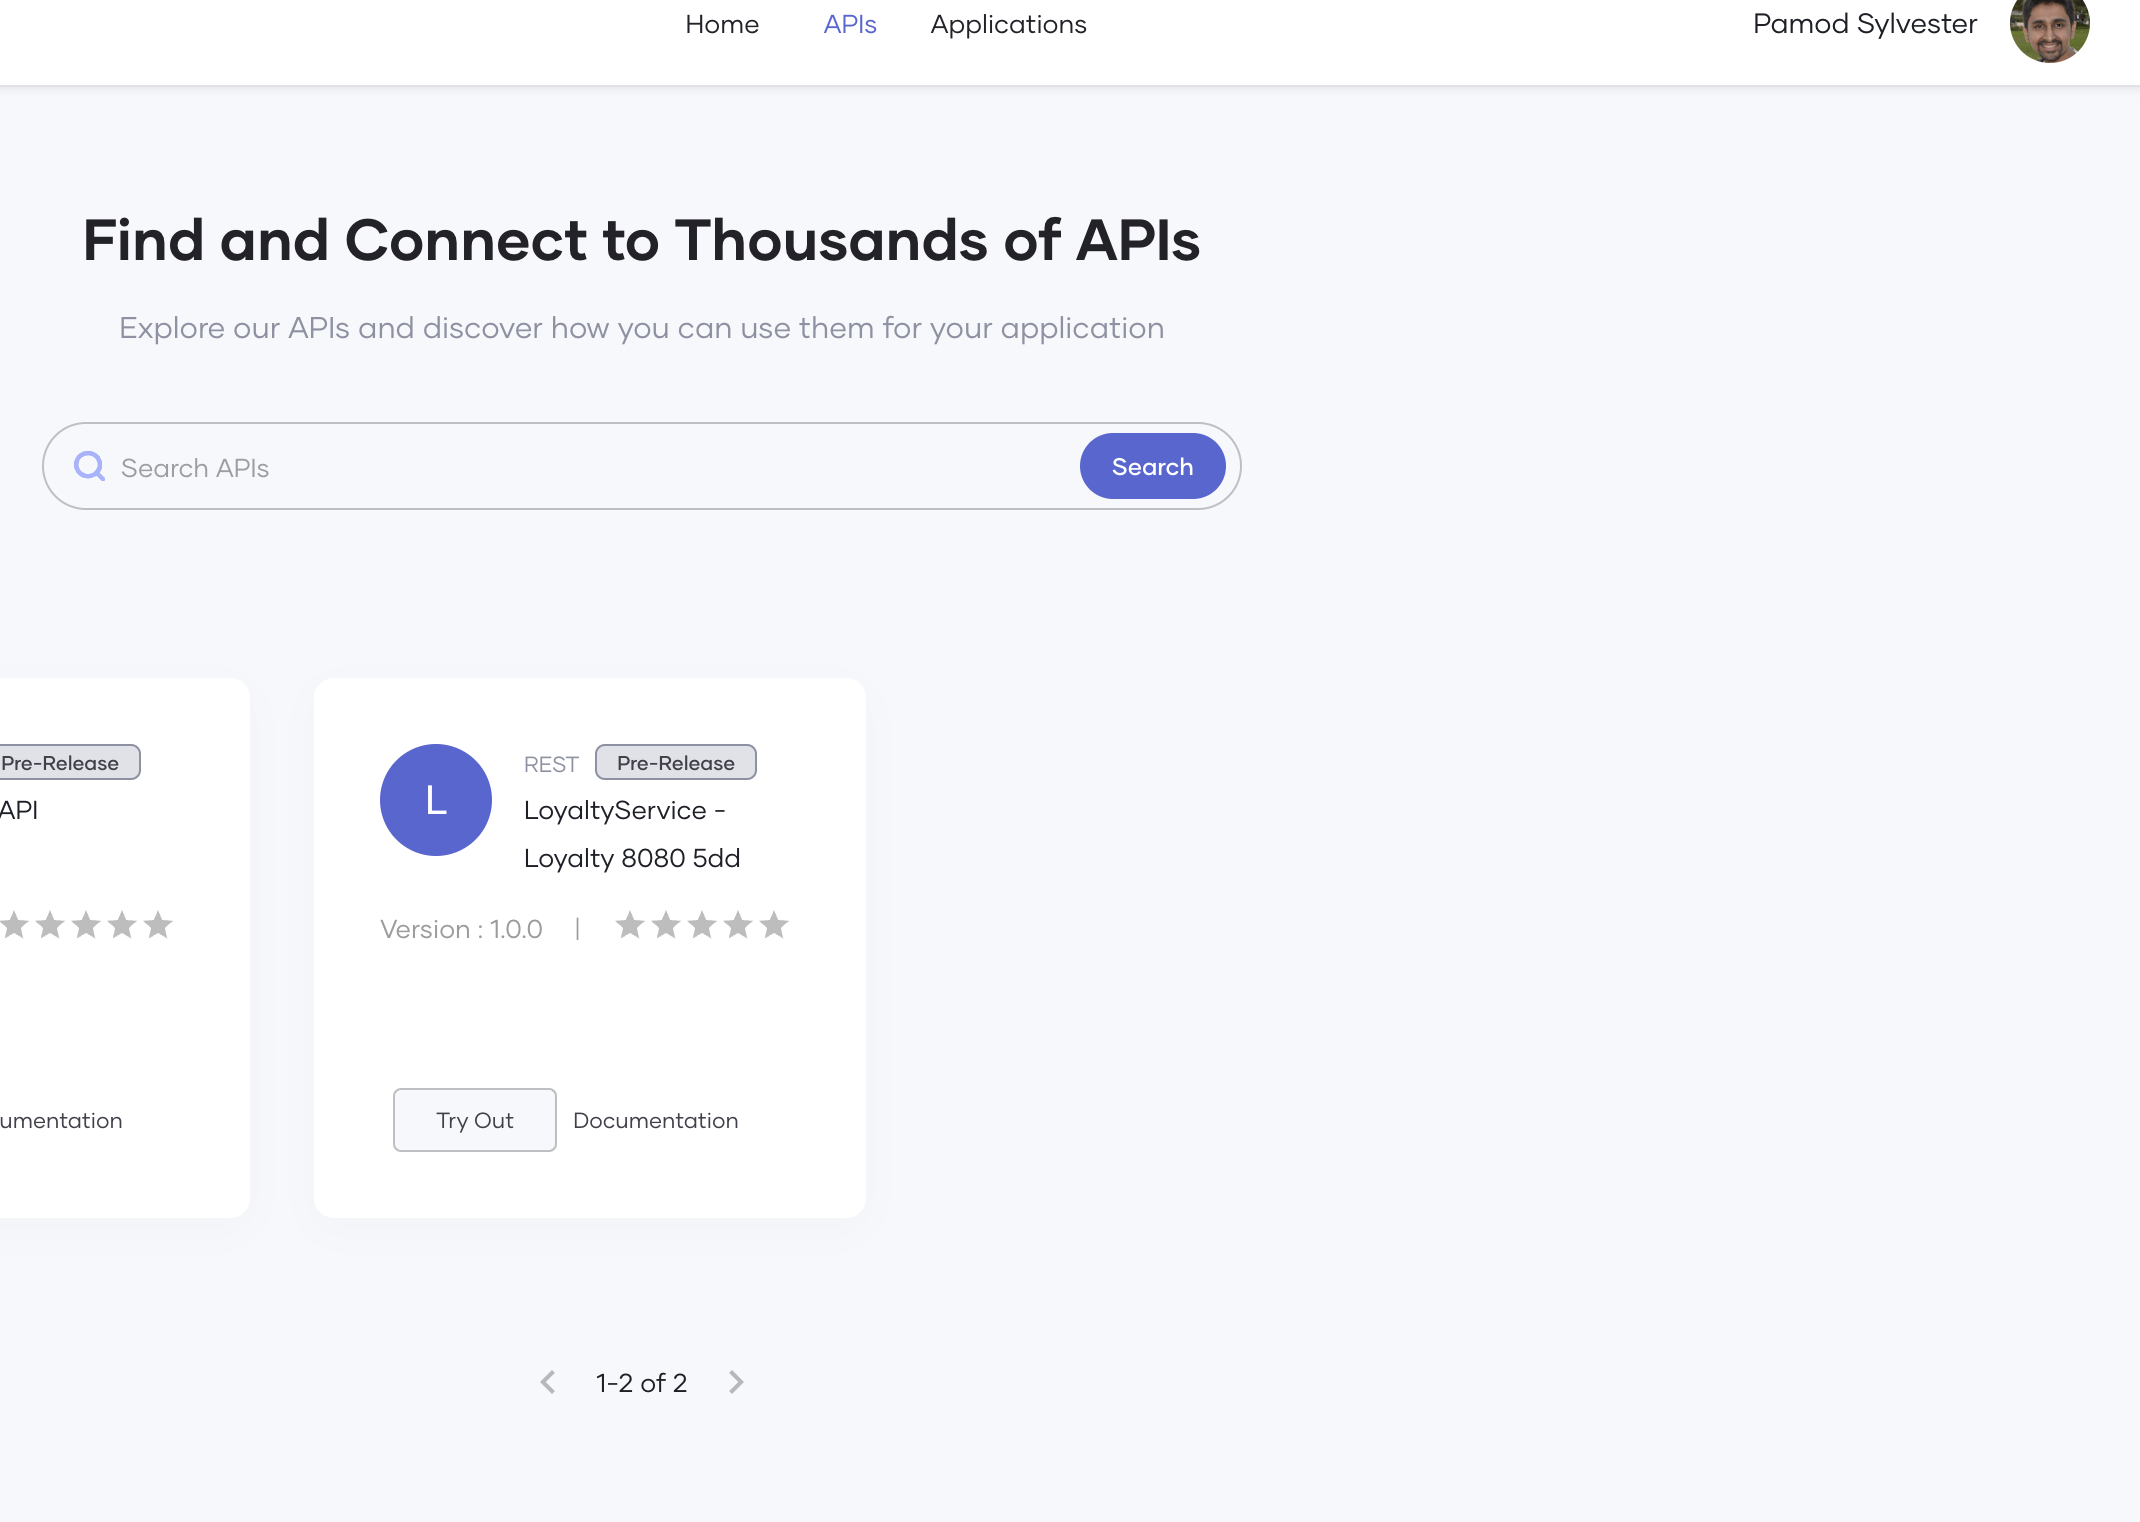 Home APIs Applications Pamod Sylvester
Find and Connect to Thousands of APIs
Explore our APIs and discover how you can use them for your application
Search APIs Search
Pre-Release
API
umentation
L
REST Pre-Release
LoyaltyService -
Loyalty 8080 5dd
Version : 1.0.0 |
Try Out Documentation
1-2 of 2